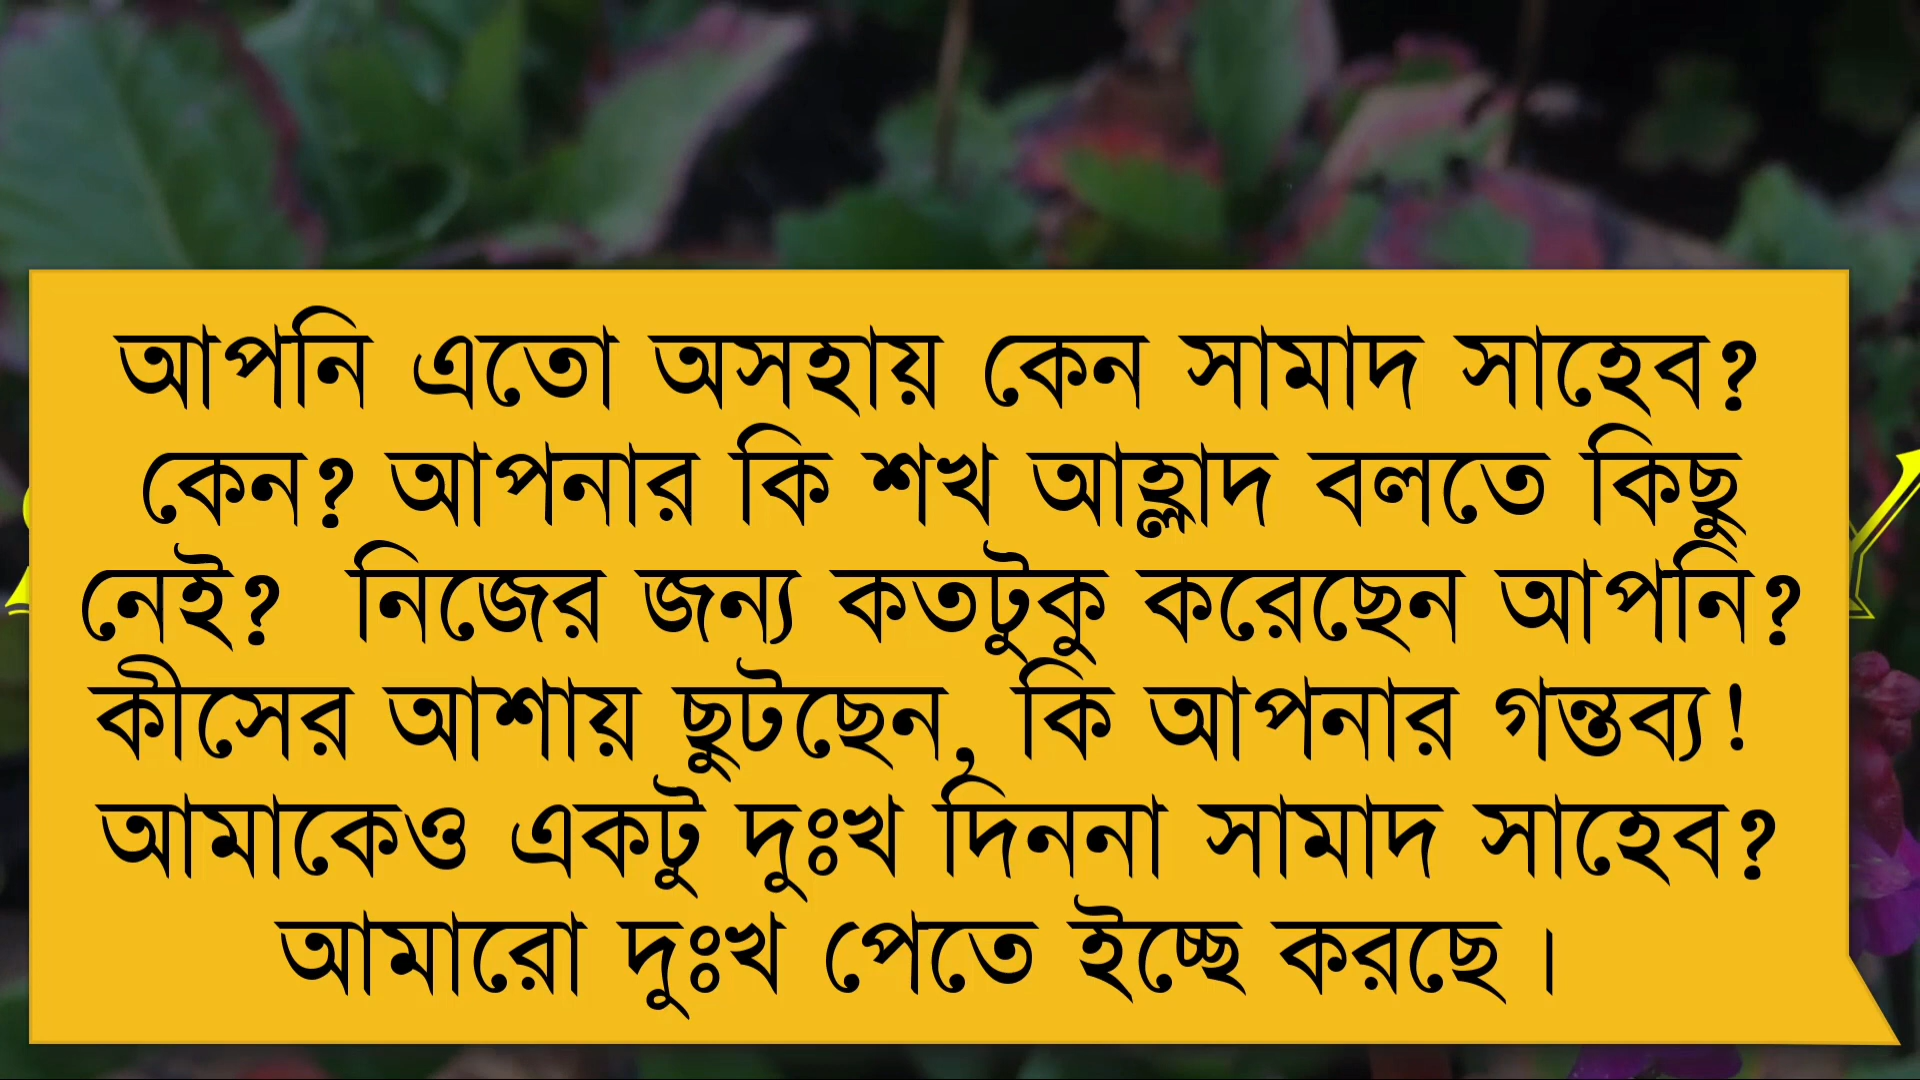 আপনি এতো অসহায় কেন সামাদ সাহেব?
কেন? আপনার কি শখ আহ্লাদ বলতে কিছু
নেই?  নিজের জন্য কতটুকু করেছেন আপনি?
কীসের আশায় ছুটছেন, কি আপনার গন্তব্য!
আমাকেও একটু দুঃখ দিননা সামাদ সাহেব?
আমারো দুঃখ পেতে ইচ্ছে করছে।